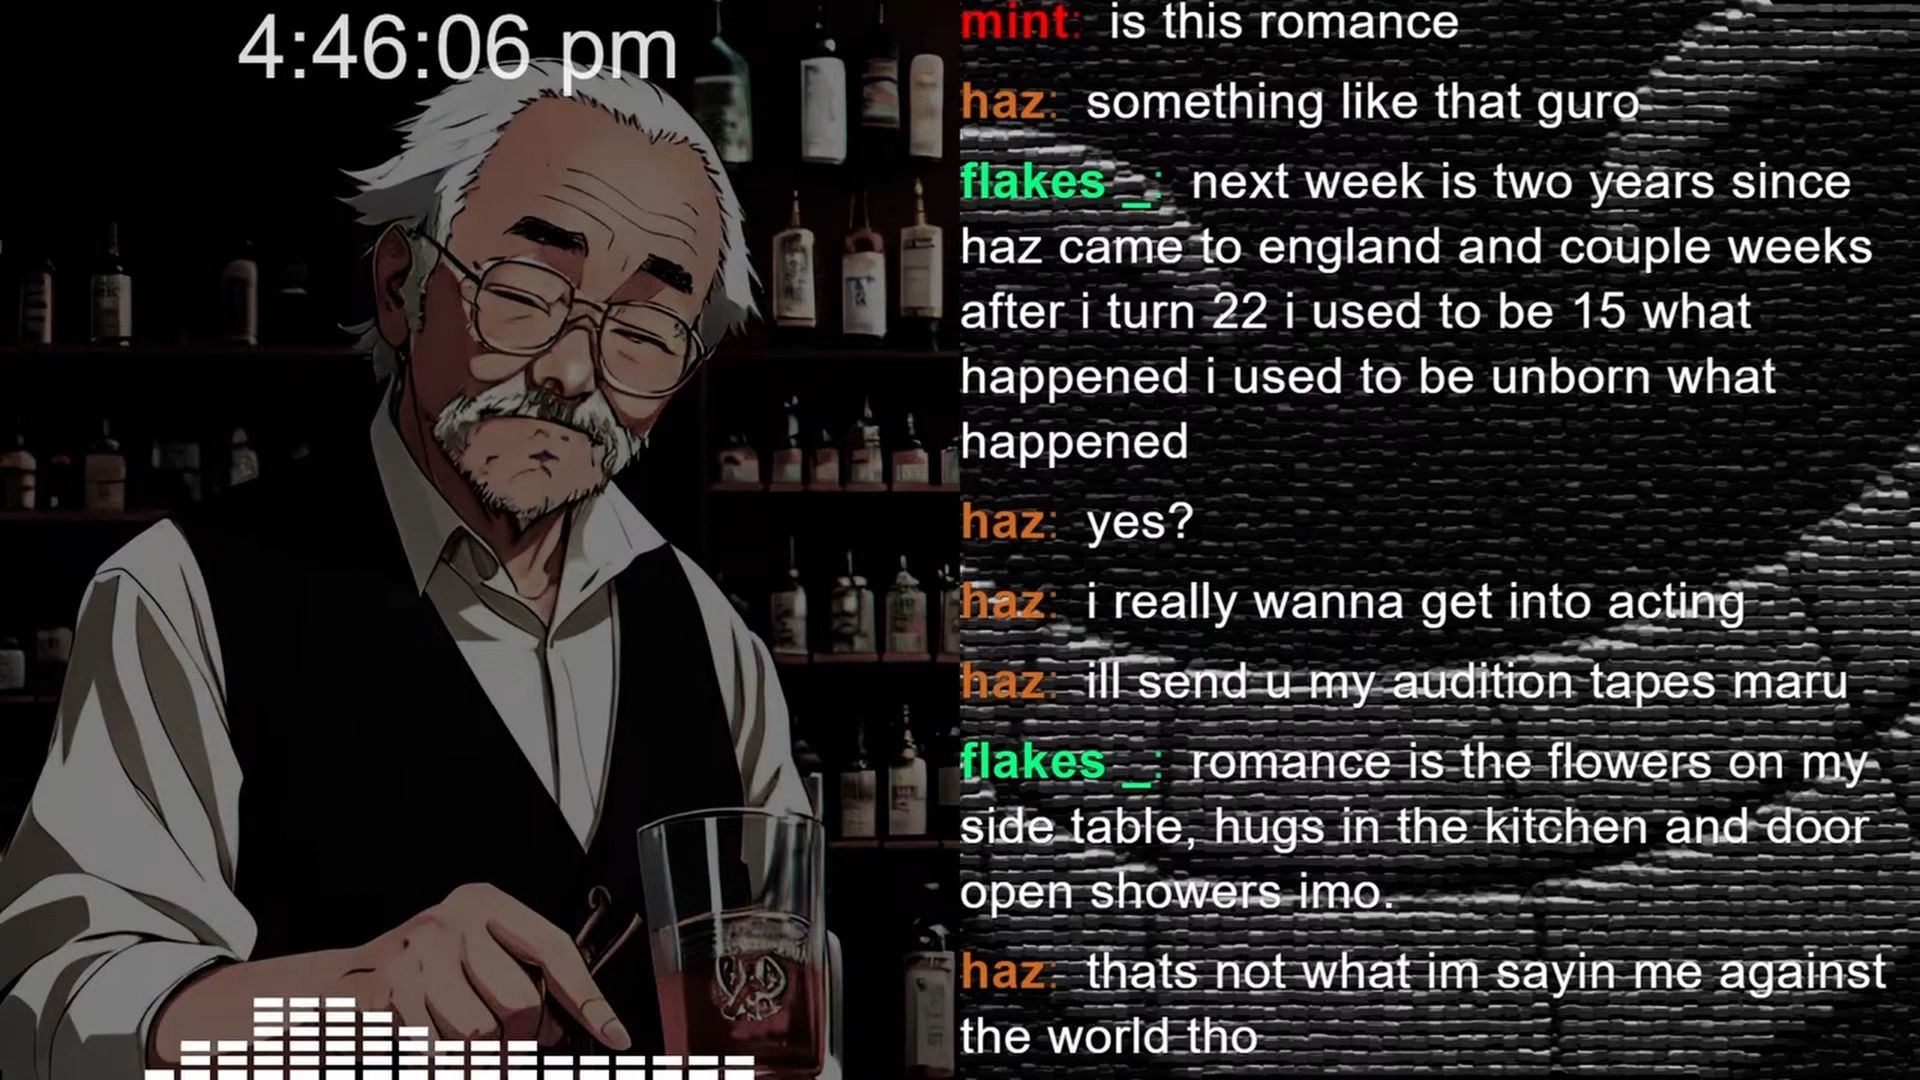 4:46:06 pm
mint: is this romance
haz: something like that guro
flakes _: next week is two years since
haz came to england and couple weeks
after i turn 22 i used to be 15 what
happened i used to be unborn what
happened
haz: yes?
haz: i really wanna get into acting
haz: ill send u my audition tapes maru
flakes _: romance is the flowers on my
side table, hugs in the kitchen and door
open showers imo.
haz: thats not what im sayin me against
the world tho